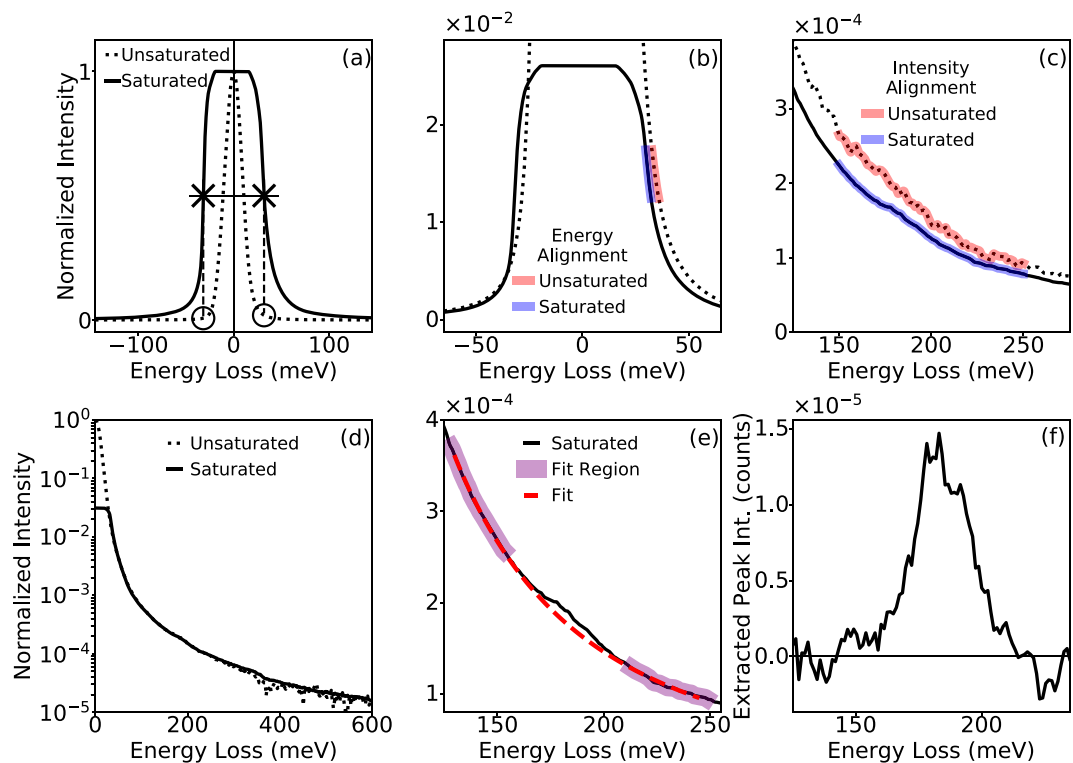 Unsaturated
Saturated
(a)
Normalized Intensity
1
0
−100
0
100
Energy Loss (meV)
×10−2
(b)
2
1
0
Energy
Alignment
Unsaturated
Saturated
−50
0
50
Energy Loss (meV)
×10−4
(c)
Intensity
Alignment
Unsaturated
Saturated
4
3
2
1
0
150
200
250
Energy Loss (meV)
(d)
Unsaturated
Saturated
Normalized Intensity
10^0
10^−1
10^−2
10^−3
10^−4
10^−5
0
200
400
600
Energy Loss (meV)
×10−4
(e)
Saturated
Fit Region
Fit
4
3
2
1
150
200
250
Energy Loss (meV)
×10−5
(f)
Extracted Peak Int. (counts)
1.5
1.0
0.5
0.0
150
200
Energy Loss (meV)